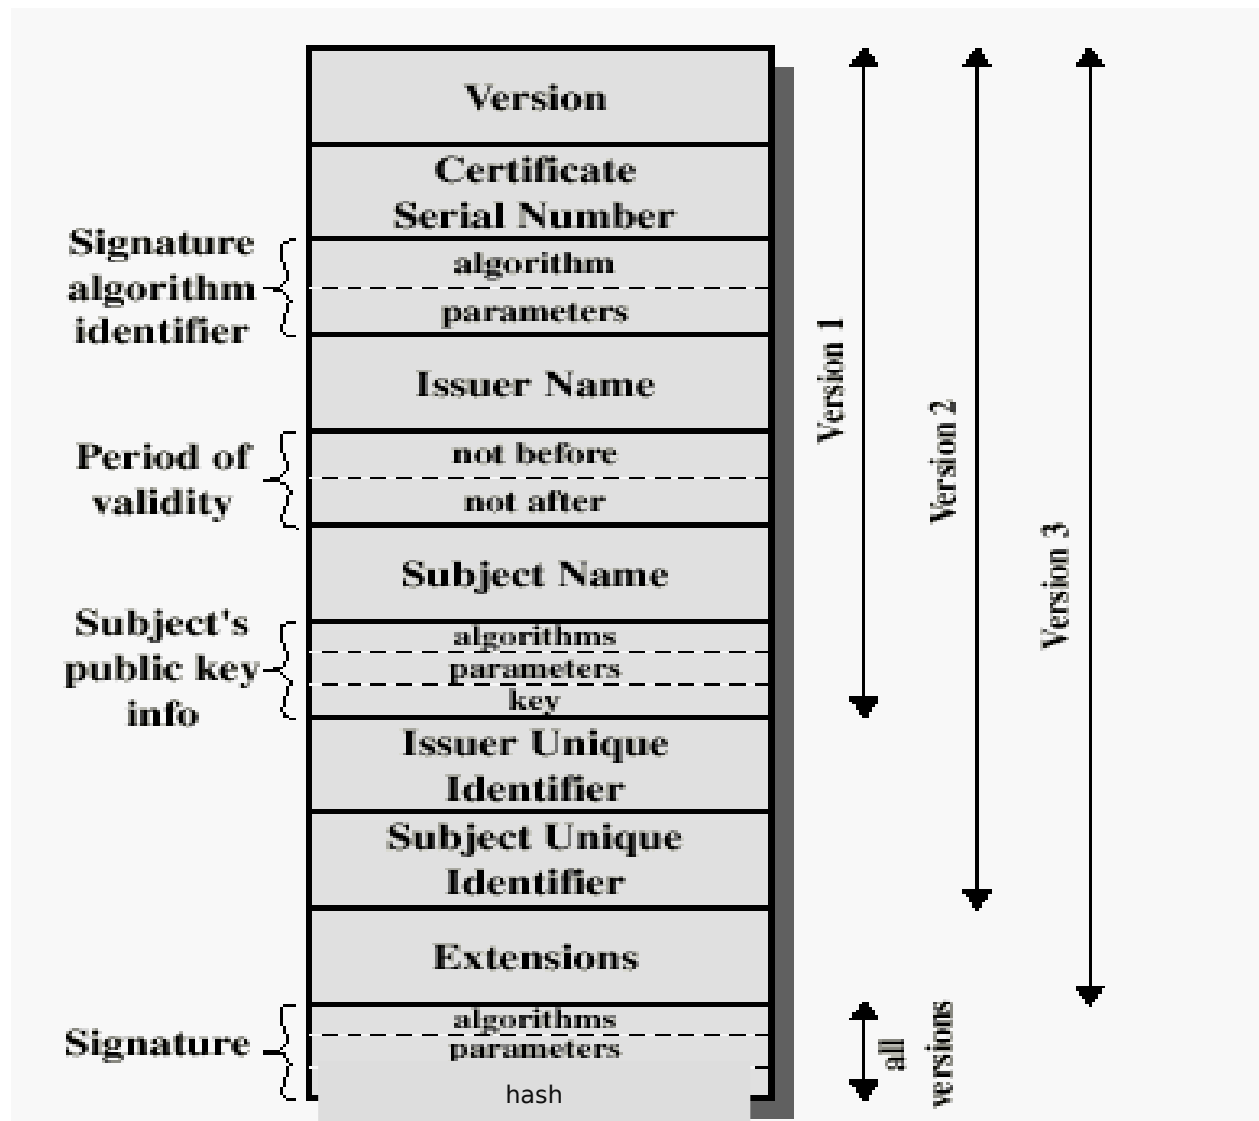 Version
Certificate
Serial Number
Signature
algorithm
identifier
algorithm
parameters
Issuer Name
Period of
validity
not before
not after
Subject Name
Subject's
public key
info
algorithms
parameters
key
Issuer Unique
Identifier
Subject Unique
Identifier
Extensions
Signature
algorithms
parameters
hash
Version 1
Version 2
Version 3
all
versions